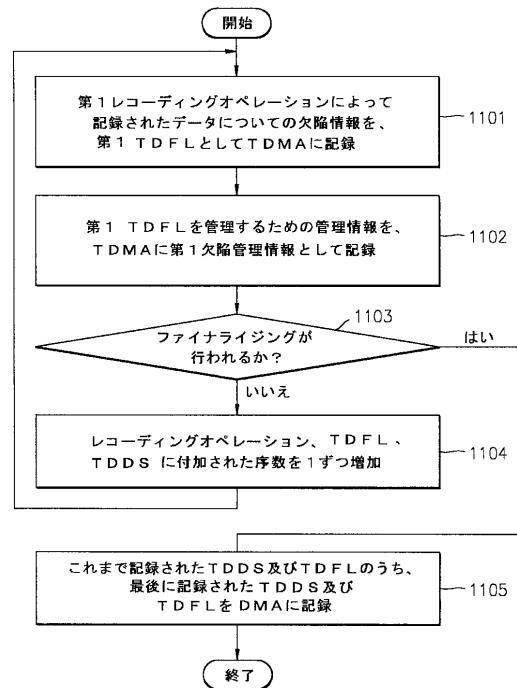 開始
第1レコーディングオペレーションによって
記録されたデータについての欠陥情報を、
第1 TDFLとしてTDMAに記録
1101
第1 TDFLを管理するための管理情報を、
TDMAに第1欠陥管理情報として記録
1102
1103
ファイナライジングが
行われるか?
はい
いいえ
レコーディングオペレーション、TDFL、
TDDS に付加された序数を1ずつ増加
1104
これまで記録されたTDDS及びTDFLのうち、
最後に記録されたTDDS及び
TDFLをDMAに記録
1105
終了